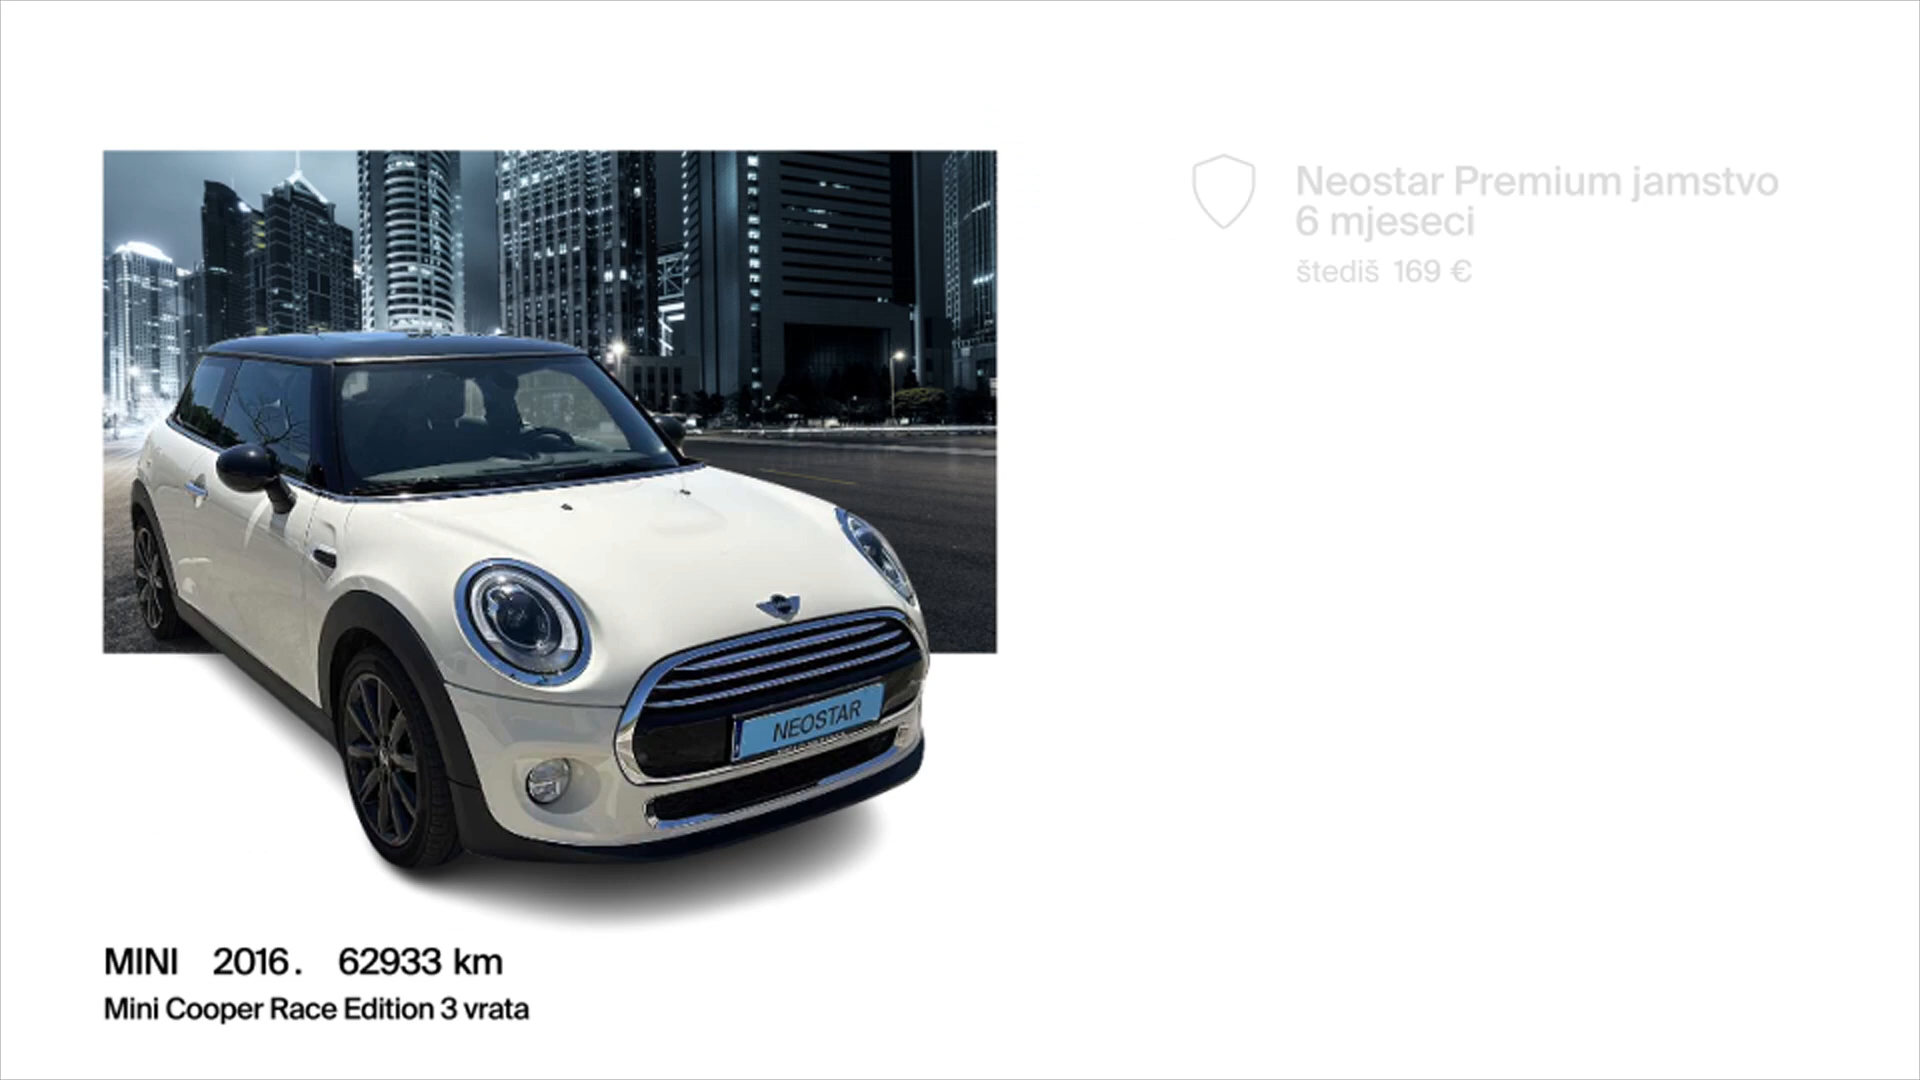 Neostar Premium jamstvo
6 mjeseci
štediš 169 €
NEOSTAR
MINI 2016. 62933 km
Mini Cooper Race Edition 3 vrata